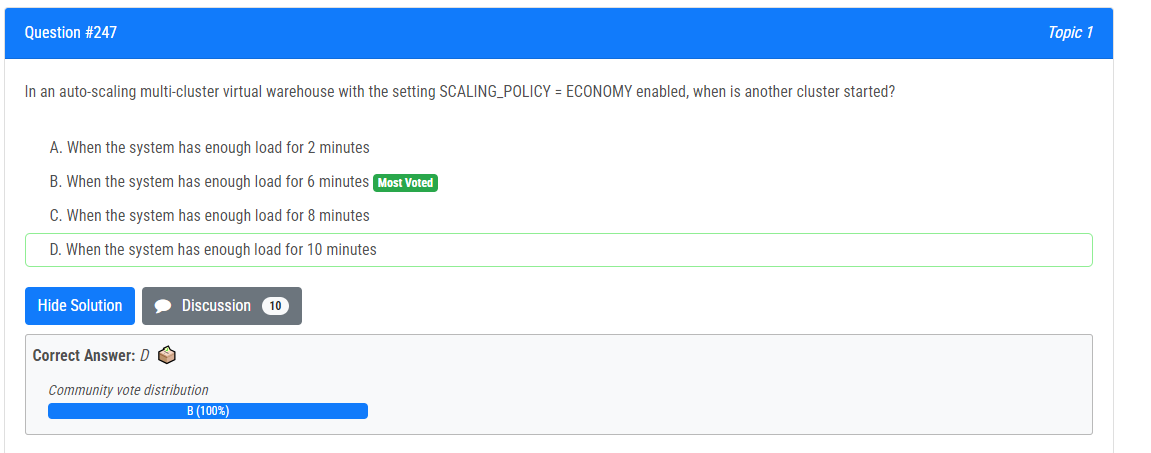 Question #247
Topic 1
In an auto-scaling multi-cluster virtual warehouse with the setting SCALING_POLICY = ECONOMY enabled, when is another cluster started?
A. When the system has enough load for 2 minutes
B. When the system has enough load for 6 minutes Most Voted
C. When the system has enough load for 8 minutes
D. When the system has enough load for 10 minutes
Hide Solution
Discussion 10
Correct Answer: D
Community vote distribution
B (100%)